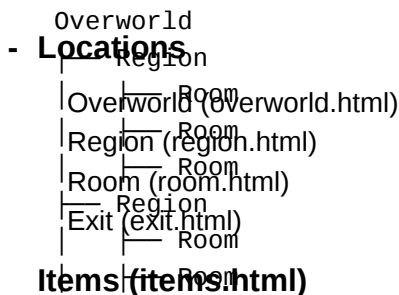 Overworld
- Locations
├── Region
│   ├── Room
Overworld (overworld.html)
│   ├── Room
Region (region.html)
│   ├── Room
Room (room.html)
├── Region
Exit (exit.html)
│   ├── Room
│   ├── Room
Items (items.html)